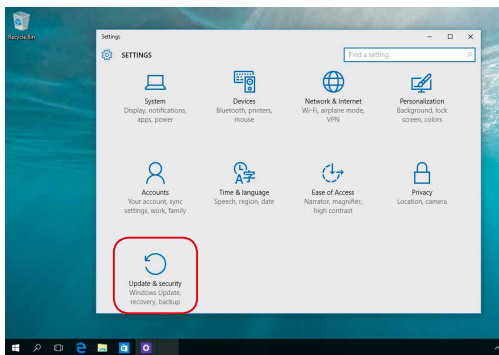 Recycle Bin
Settings
SETTINGS
Find a setting
System
Display, notifications,
apps, power
Devices
Bluetooth, printers,
mouse
Network & Internet
Wi-Fi, airplane mode,
VPN
Personalization
Background, lock
screen, colors
Accounts
Your account, sync
settings, work, family
Time & language
Speech, region, date
Ease of Access
Narrator, magnifier,
high contrast
Privacy
Location, camera
Update & security
Windows Update,
recovery, backup